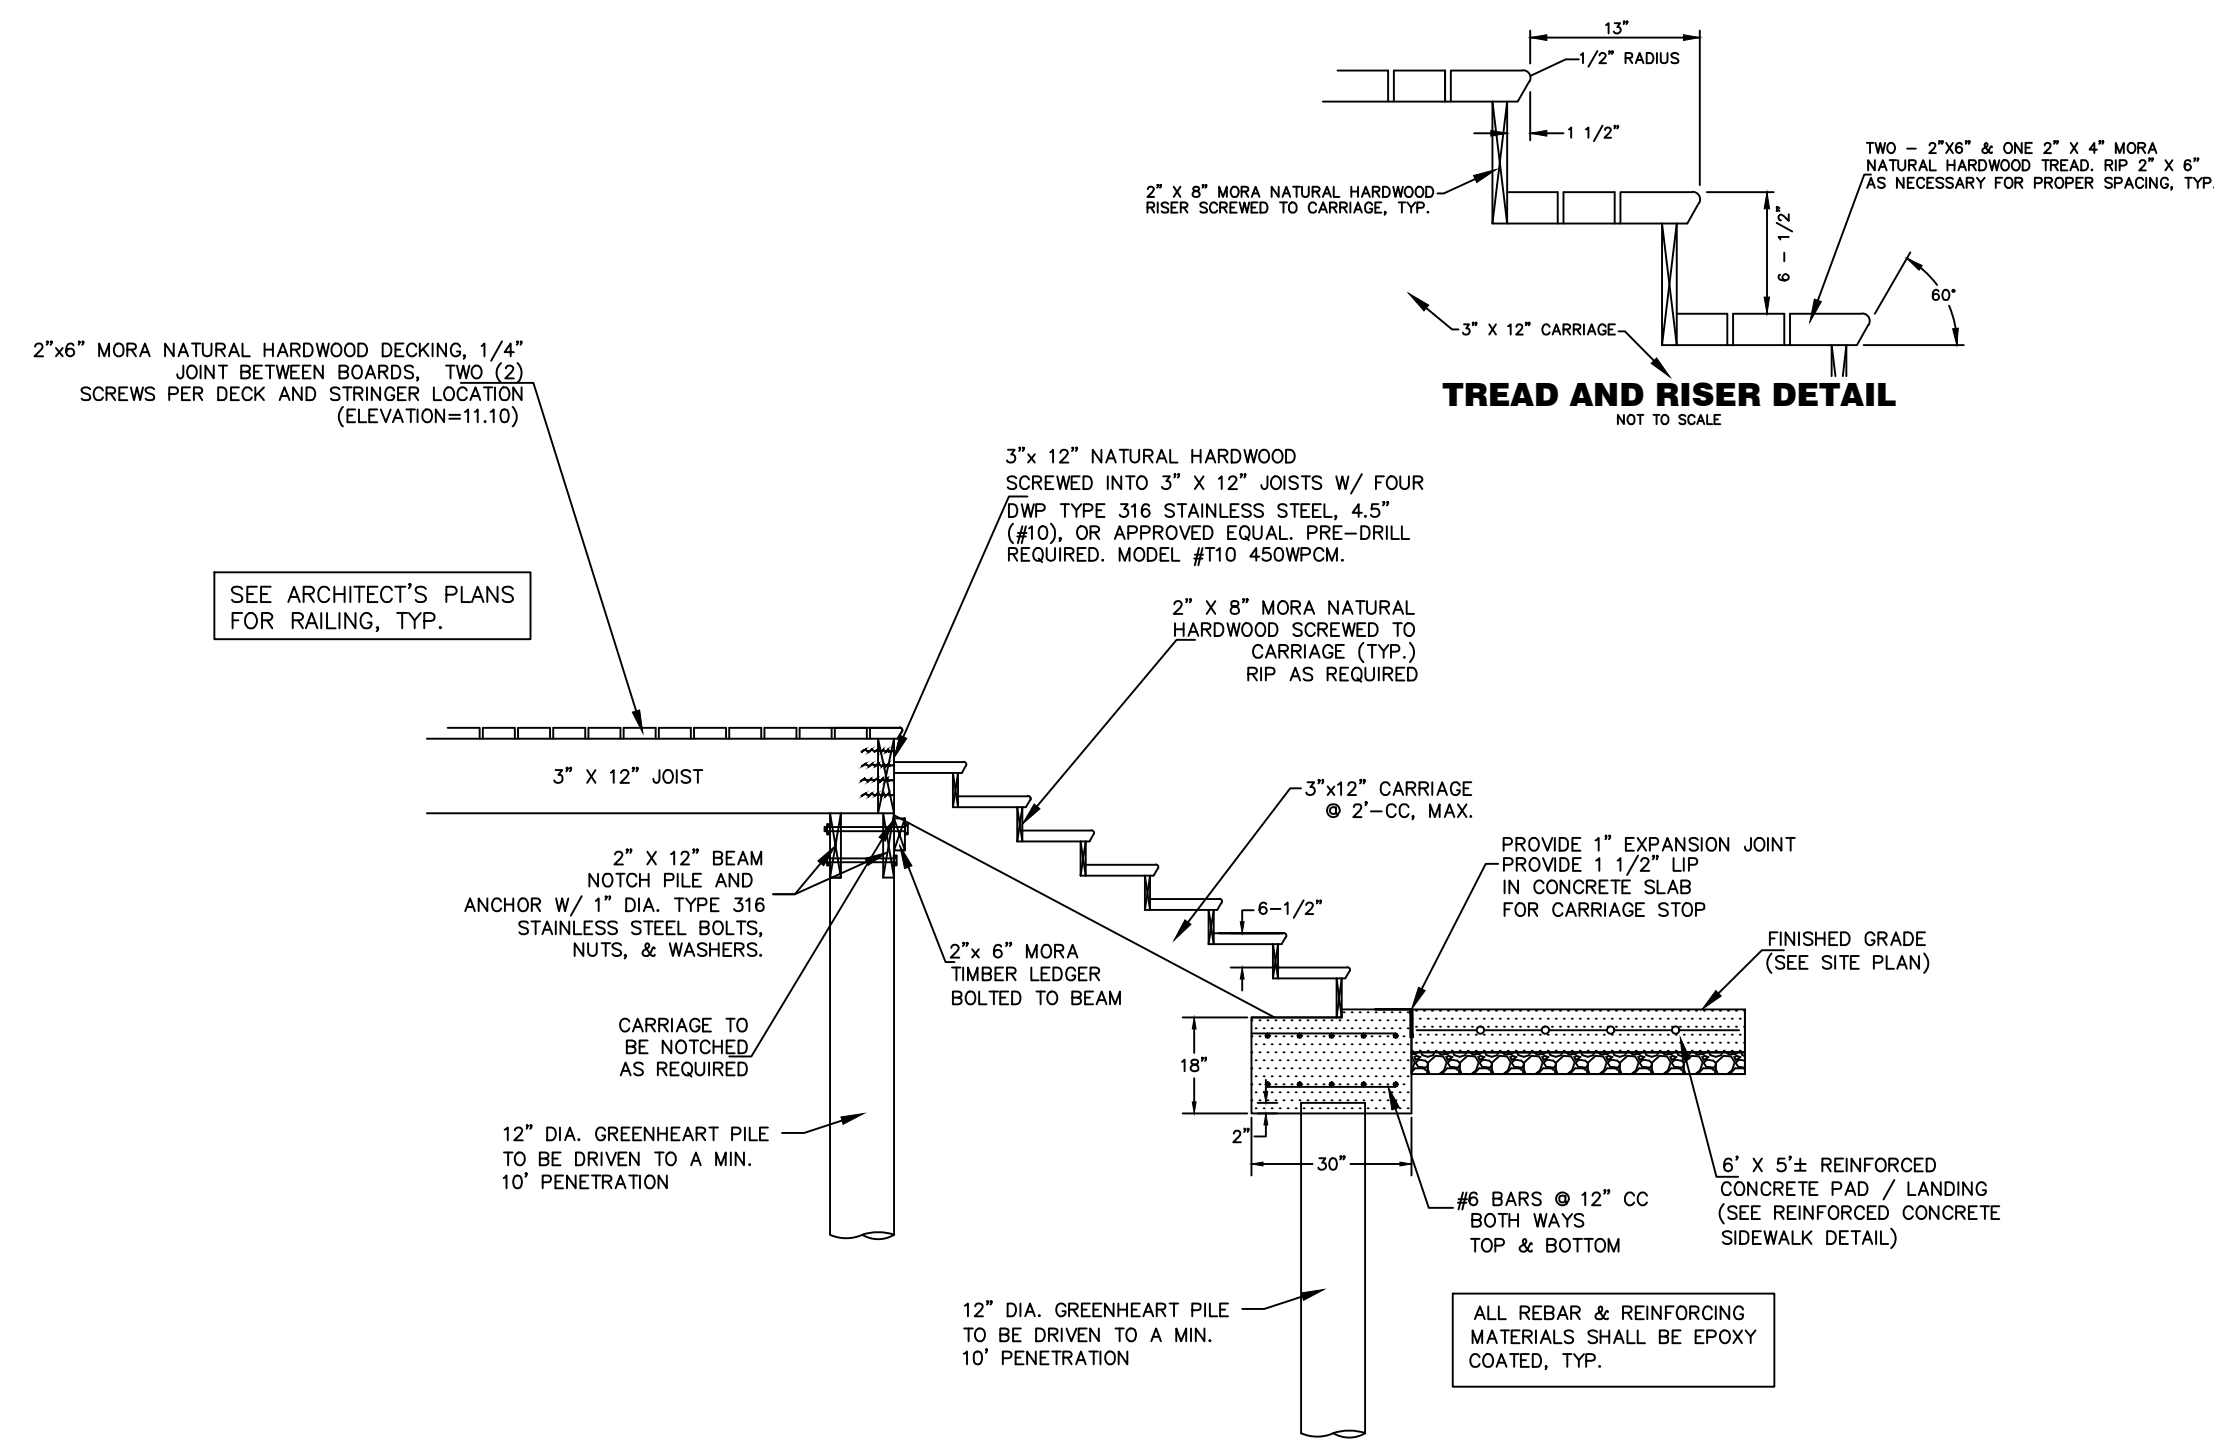 13"
1/2" RADIUS
1 1/2"
TWO - 2"X6" & ONE 2" X 4" MORA
NATURAL HARDWOOD TREAD. RIP 2" X 6"
AS NECESSARY FOR PROPER SPACING, TYP.
2" X 8" MORA NATURAL HARDWOOD
RISER SCREWED TO CARRIAGE, TYP.
6 - 1/2"
60°
3" X 12" CARRIAGE
TREAD AND RISER DETAIL
NOT TO SCALE
2"x6" MORA NATURAL HARDWOOD DECKING, 1/4"
JOINT BETWEEN BOARDS, TWO (2)
SCREWS PER DECK AND STRINGER LOCATION
(ELEVATION=11.10)
3"x 12" NATURAL HARDWOOD
SCREWED INTO 3" X 12" JOISTS W/ FOUR
DWP TYPE 316 STAINLESS STEEL, 4.5"
(#10), OR APPROVED EQUAL. PRE-DRILL
REQUIRED. MODEL #T10 450WPCM.
SEE ARCHITECT'S PLANS
FOR RAILING, TYP.
2" X 8" MORA NATURAL
HARDWOOD SCREWED TO
CARRIAGE (TYP.)
RIP AS REQUIRED
3" X 12" JOIST
3"x12" CARRIAGE
@ 2'-CC, MAX.
PROVIDE 1" EXPANSION JOINT
PROVIDE 1 1/2" LIP
IN CONCRETE SLAB
FOR CARRIAGE STOP
2" X 12" BEAM
NOTCH PILE AND
ANCHOR W/ 1" DIA. TYPE 316
STAINLESS STEEL BOLTS,
NUTS, & WASHERS.
6-1/2"
2"x 6" MORA
TIMBER LEDGER
BOLTED TO BEAM
FINISHED GRADE
(SEE SITE PLAN)
CARRIAGE TO
BE NOTCHED
AS REQUIRED
18"
2"
30"
12" DIA. GREENHEART PILE
TO BE DRIVEN TO A MIN.
10' PENETRATION
#6 BARS @ 12" CC
BOTH WAYS
TOP & BOTTOM
6' X 5'± REINFORCED
CONCRETE PAD / LANDING
(SEE REINFORCED CONCRETE
SIDEWALK DETAIL)
12" DIA. GREENHEART PILE
TO BE DRIVEN TO A MIN.
10' PENETRATION
ALL REBAR & REINFORCING
MATERIALS SHALL BE EPOXY
COATED, TYP.